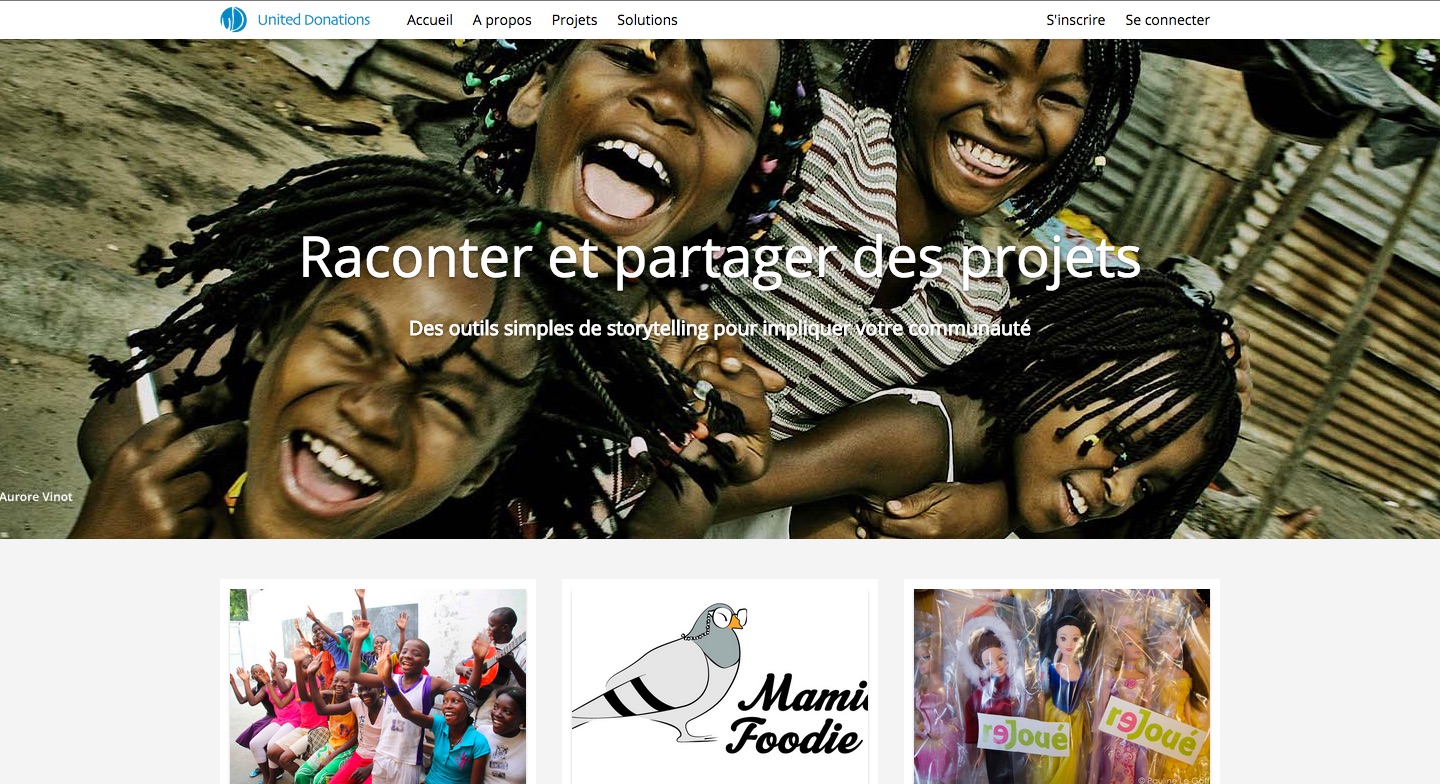 United Donations
Accueil
A propos
Projets
Solutions
S'inscrire
Se connecter
Raconter et partager des projets
Des outils simples de storytelling pour impliquer votre communauté
Aurore Vinot
Mamie
Foodie
reJoué
reJoué
© Pauline Le Goff